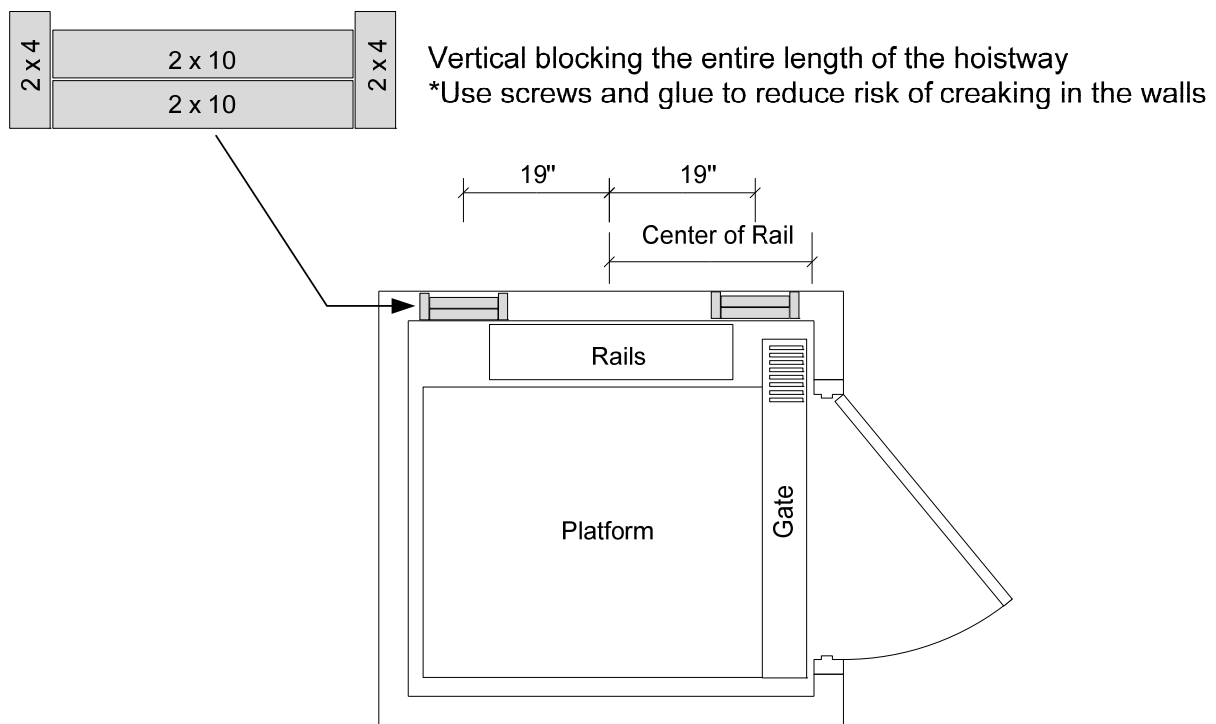 2 x 4
2 x 10
2 x 10
2 x 4
Vertical blocking the entire length of the hoistway
*Use screws and glue to reduce risk of creaking in the walls
19"
19"
Center of Rail
Rails
Platform
Gate